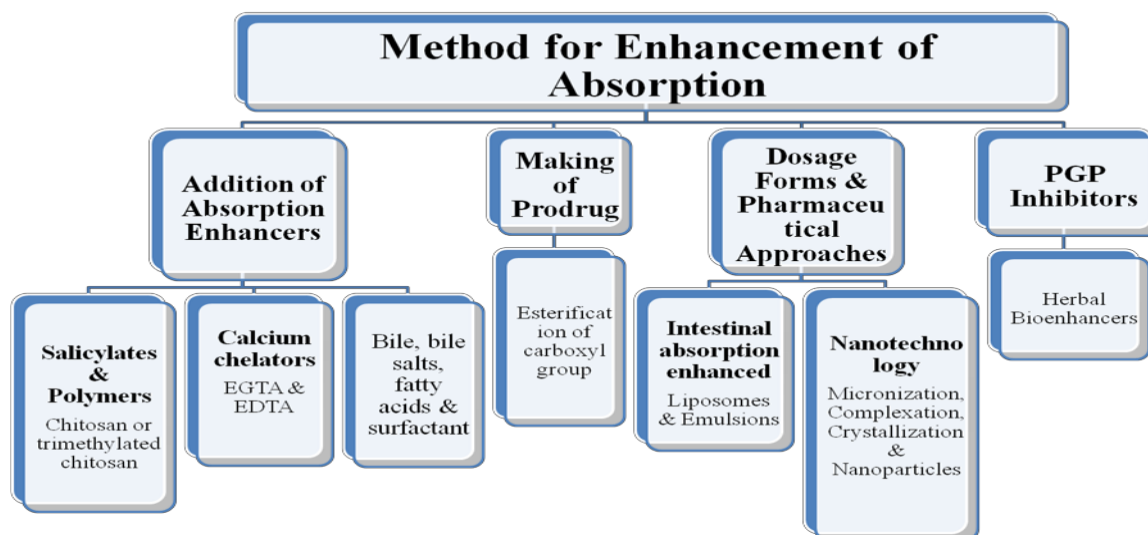 Method for Enhancement of
Absorption
Addition of
Absorption
Enhancers
Making
of
Prodrug
Dosage
Forms &
Pharmaceu
tical
Approaches
PGP
Inhibitors
Salicylates
&
Polymers
Chitosan or
trimethylated
chitosan
Calcium
chelators
EGTA &
EDTA
Bile, bile
salts,
fatty
acids &
surfactant
Esterificat
ion of
carboxyl
group
Intestinal
absorption
enhanced
Liposomes
& Emulsions
Nanotechno
logy
Micronization,
Complexation,
Crystallization
&
Nanoparticles
Herbal
Bioenhancers